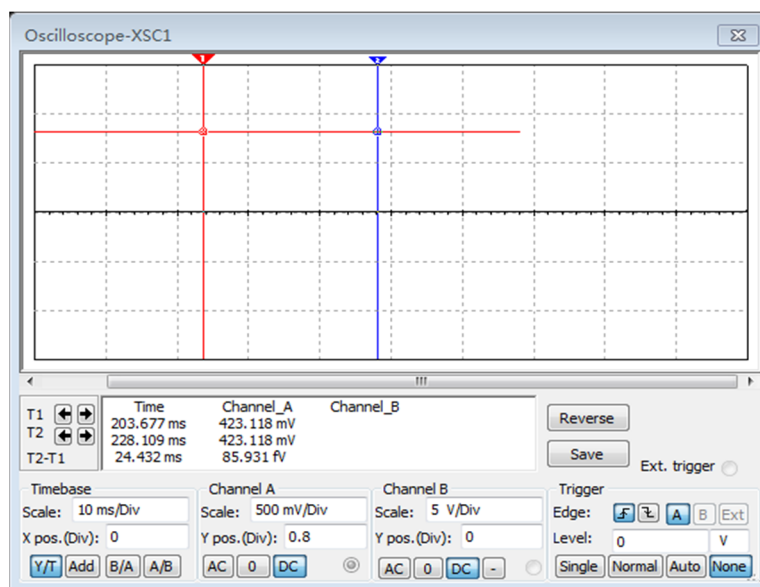 Oscilloscope-XSC1
1 2
T1
T2
T2-T1
Time Channel_A Channel_B
203.677 ms 423.118 mV
228.109 ms 423.118 mV
24.432 ms 85.931 fV
Reverse
Save
Ext. trigger
Timebase
Scale: 10 ms/Div
X pos.(Div): 0
Y/T Add B/A A/B
Channel A
Scale: 500 mV/Div
Y pos.(Div): 0.8
AC 0 DC
Channel B
Scale: 5 V/Div
Y pos.(Div): 0
AC 0 DC -
Trigger
Edge: A B Ext
Level: 0 V
Single Normal Auto None